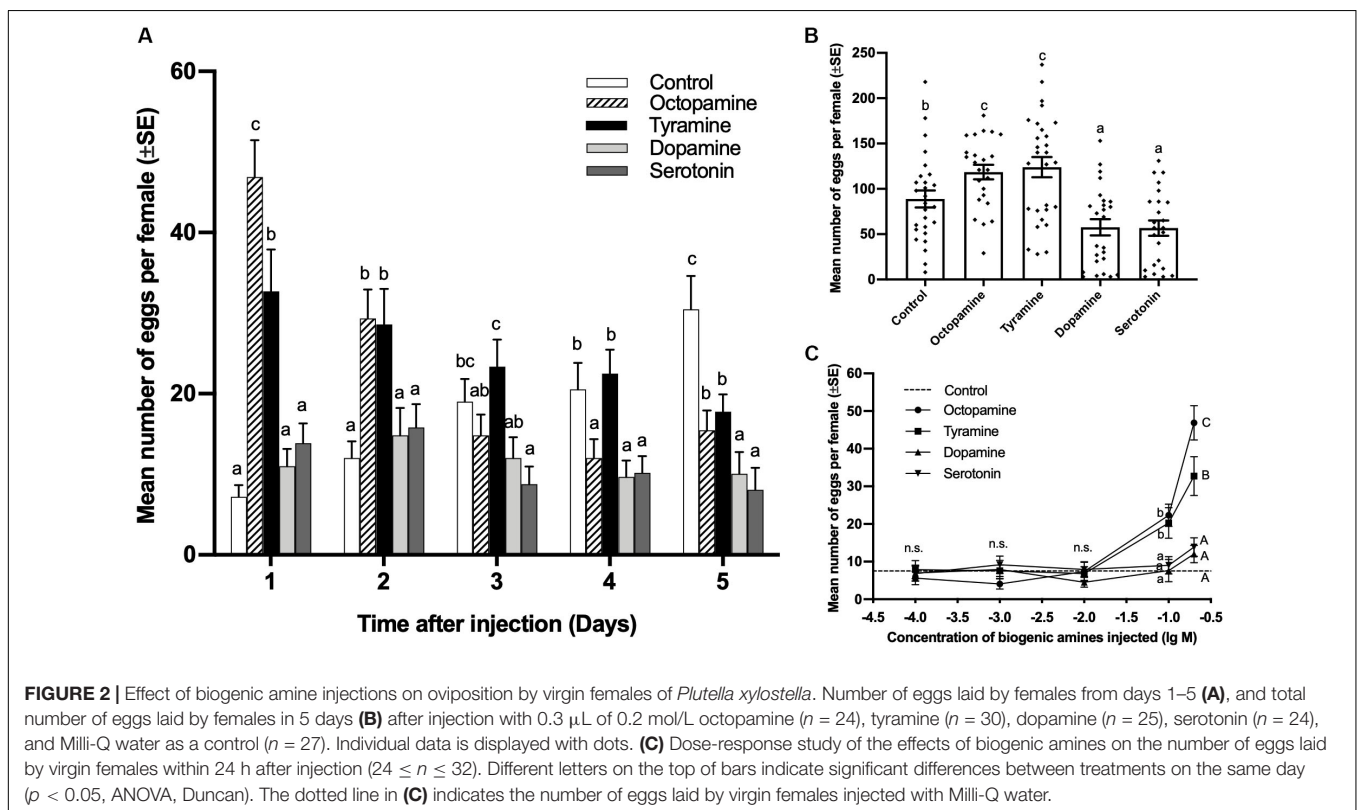 A
Mean number of eggs per female (±SE)
60
40
20
0
Control
Octopamine
Tyramine
Dopamine
Serotonin
a c b a a
a b b a a
bc ab c ab a
b a b a a
c b b a a
1 2 3 4 5
Time after injection (Days)
B
Mean number of eggs per female (±SE)
250
200
150
100
50
0
b c c a a
Control Octopamine Tyramine Dopamine Serotonin
C
Mean number of eggs per female (±SE)
60
50
40
30
20
10
0
Control
Octopamine
Tyramine
Dopamine
Serotonin
n.s. n.s. n.s.
b
b
a
a
a
C
B
A
A
A
-4.5 -4.0 -3.5 -3.0 -2.5 -2.0 -1.5 -1.0 -0.5
Concentration of biogenic amines injected (lg M)
FIGURE 2 | Effect of biogenic amine injections on oviposition by virgin females of Plutella xylostella. Number of eggs laid by females from days 1–5 (A), and total
number of eggs laid by females in 5 days (B) after injection with 0.3 μL of 0.2 mol/L octopamine (n = 24), tyramine (n = 30), dopamine (n = 25), serotonin (n = 24),
and Milli-Q water as a control (n = 27). Individual data is displayed with dots. (C) Dose-response study of the effects of biogenic amines on the number of eggs laid
by virgin females within 24 h after injection (24 ≤ n ≤ 32). Different letters on the top of bars indicate significant differences between treatments on the same day
(p < 0.05, ANOVA, Duncan). The dotted line in (C) indicates the number of eggs laid by virgin females injected with Milli-Q water.